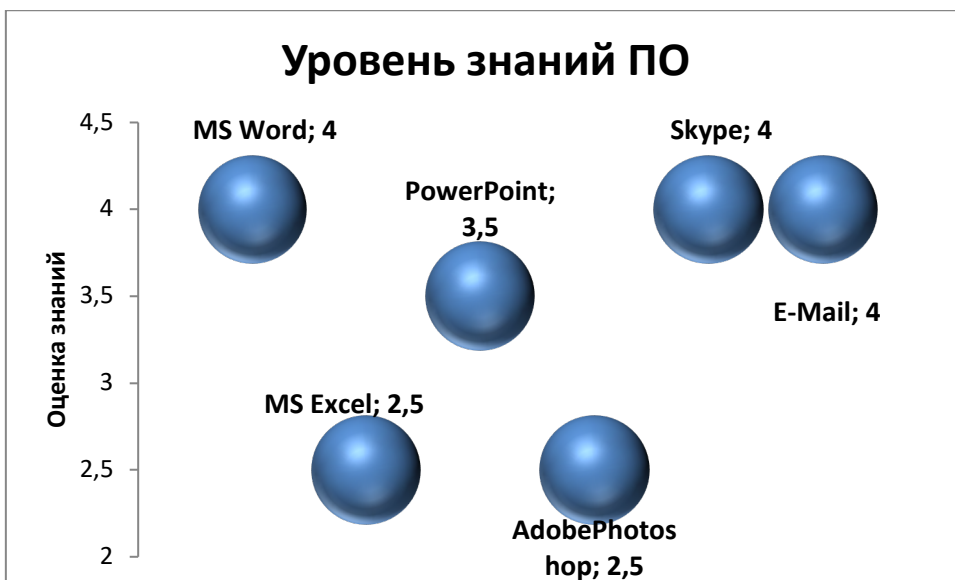 Уровень знаний ПО
4,5
4
3,5
3
2,5
2
Оценка знаний
MS Word; 4
Skype; 4
PowerPoint;
3,5
E-Mail; 4
MS Excel; 2,5
AdobePhotos
hop; 2,5